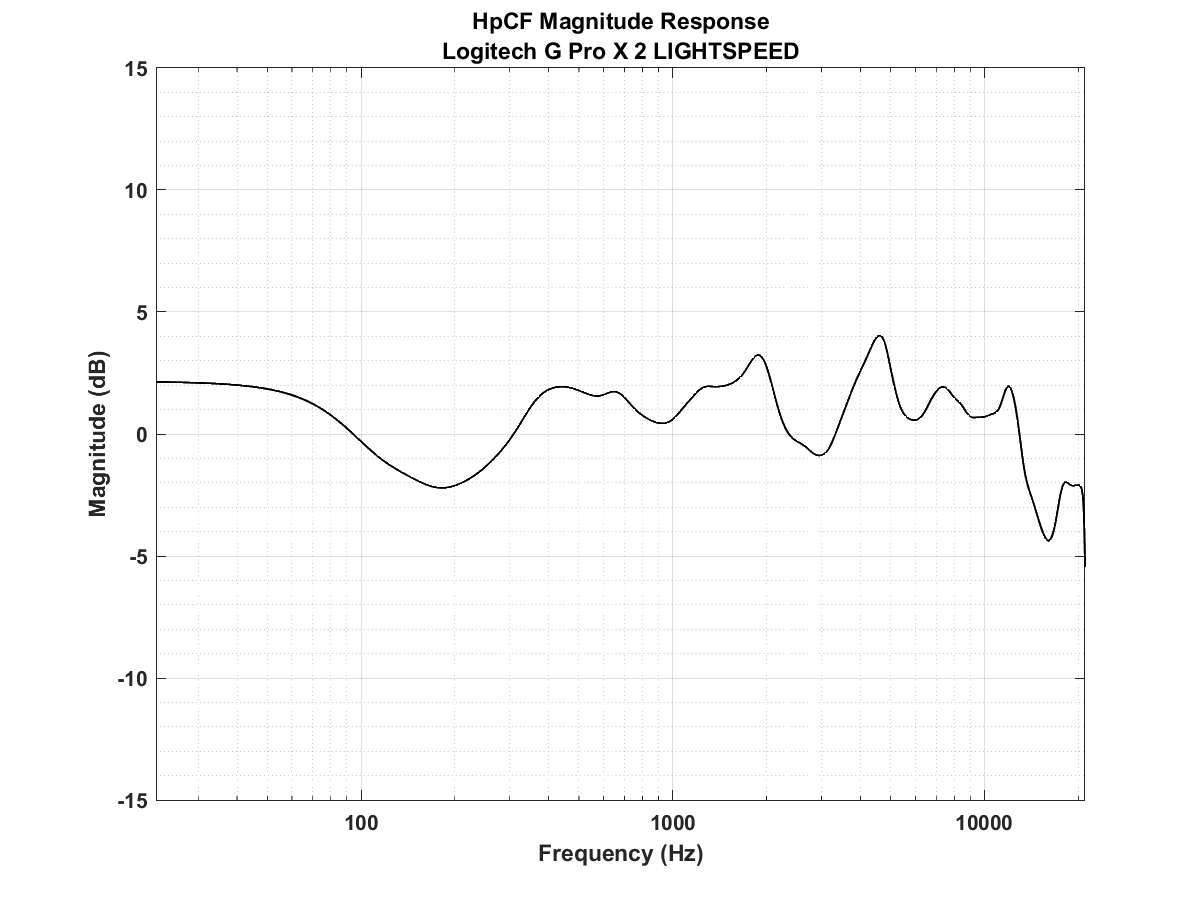 HpCF Magnitude Response
Logitech G Pro X 2 LIGHTSPEED
15
10
5
0
-5
-10
-15
Magnitude (dB)
100
1000
10000
Frequency (Hz)